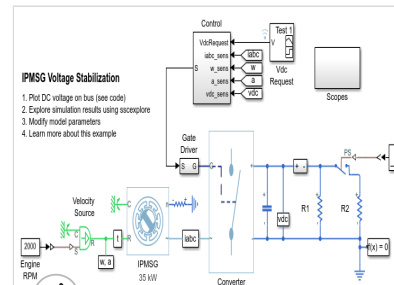 Control
Test 1
VdcRequest
iabc_sens
w_sens
a_sens
vdc_sens
S
iabc
w
a
vdc
V
Vdc
Request
Scopes
IPMSG Voltage Stabilization
1. Plot DC voltage on bus (see code)
2. Explore simulation results using sscexplore
3. Modify model parameters
4. Learn more about this example
Gate
Driver
S G
G
PS
Velocity
Source
C
R
S
C
R
t
w, a
2000
Engine
RPM
IPMSG
35 kW
n
iabc
Converter
+ -
vdc
R1
R2
f(x) = 0